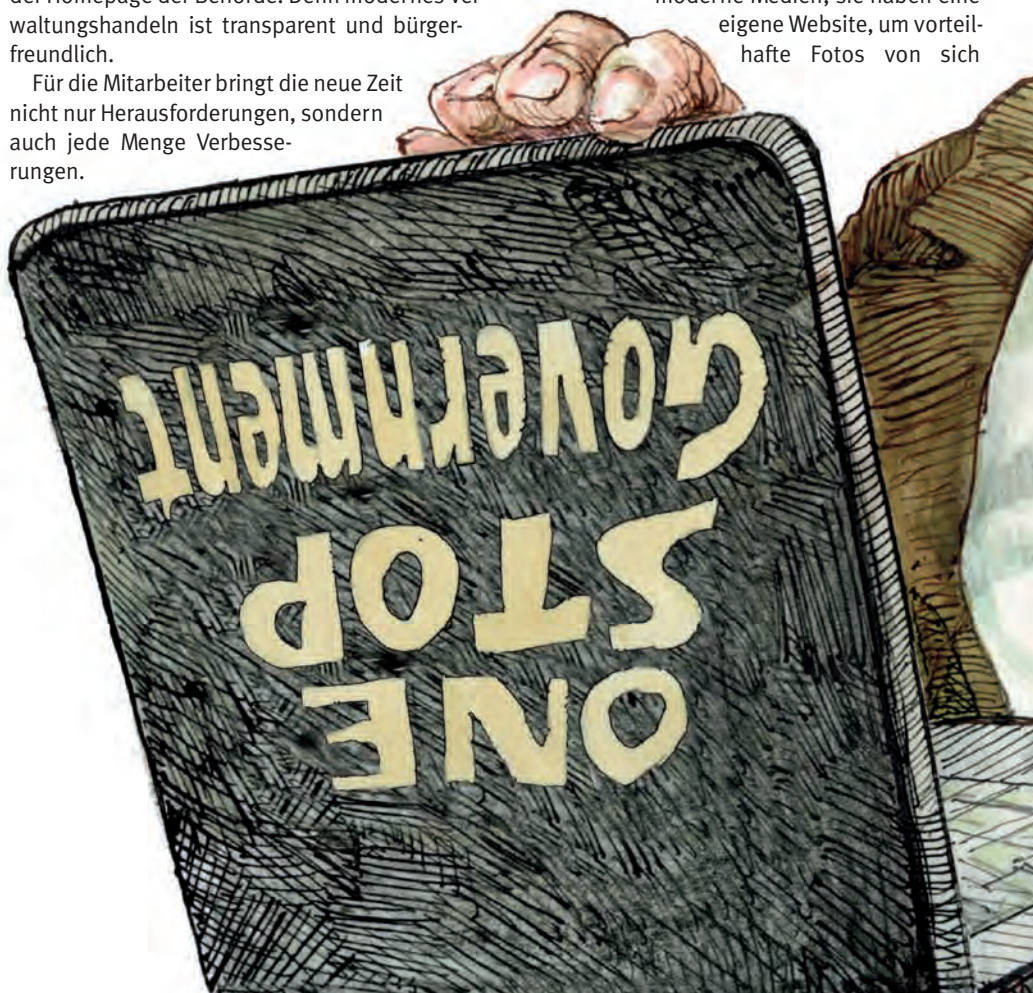 der Homepage der Behörde. Denn modernes Ver-
waltungshandeln ist transparent und bürger-
freundlich.
Für die Mitarbeiter bringt die neue Zeit
nicht nur Herausforderungen, sondern
auch jede Menge Verbesse-
rungen.
moderne Medien, sie haben eine
eigene Website, um vorteil-
hafte Fotos von sich
ONE
STOP
Government